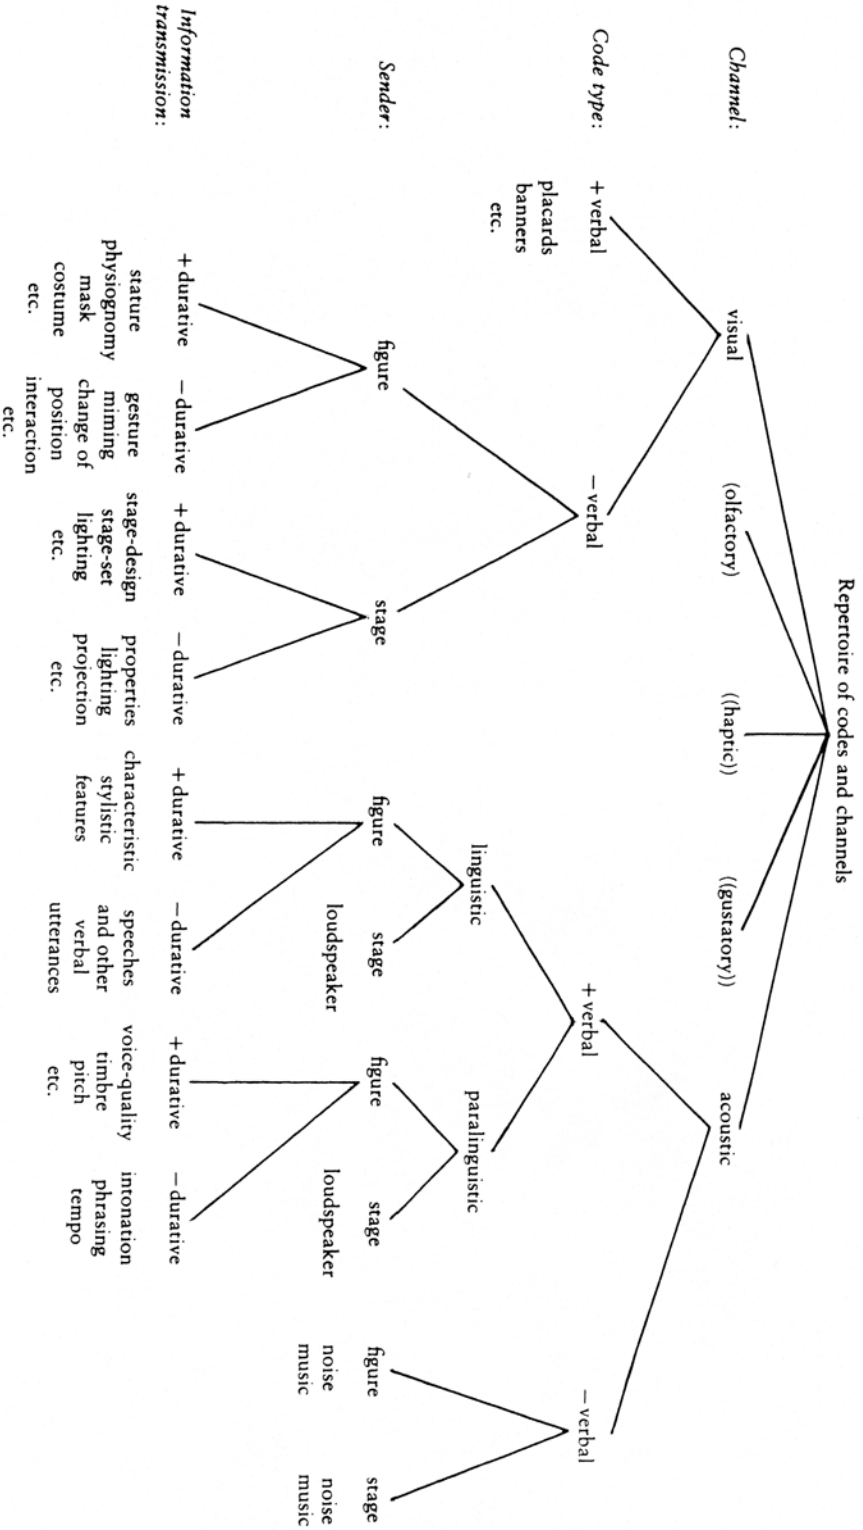 Repertoire of codes and channels
Channel: visual (olfactory) ((haptic)) ((gustatory)) acoustic
Code type: + verbal − verbal + verbal − verbal
placards
banners
etc.
linguistic paralinguistic
Sender: figure stage figure stage figure stage figure stage
loudspeaker loudspeaker noise noise
music music
Information
transmission: + durative − durative + durative − durative + durative − durative + durative − durative
stature gesture stage-design properties characteristic speeches voice-quality intonation
physiognomy miming stage-set lighting stylistic and other timbre phrasing
mask change of lighting projection features verbal pitch tempo
costume position etc. etc. utterances etc.
etc. interaction
etc.